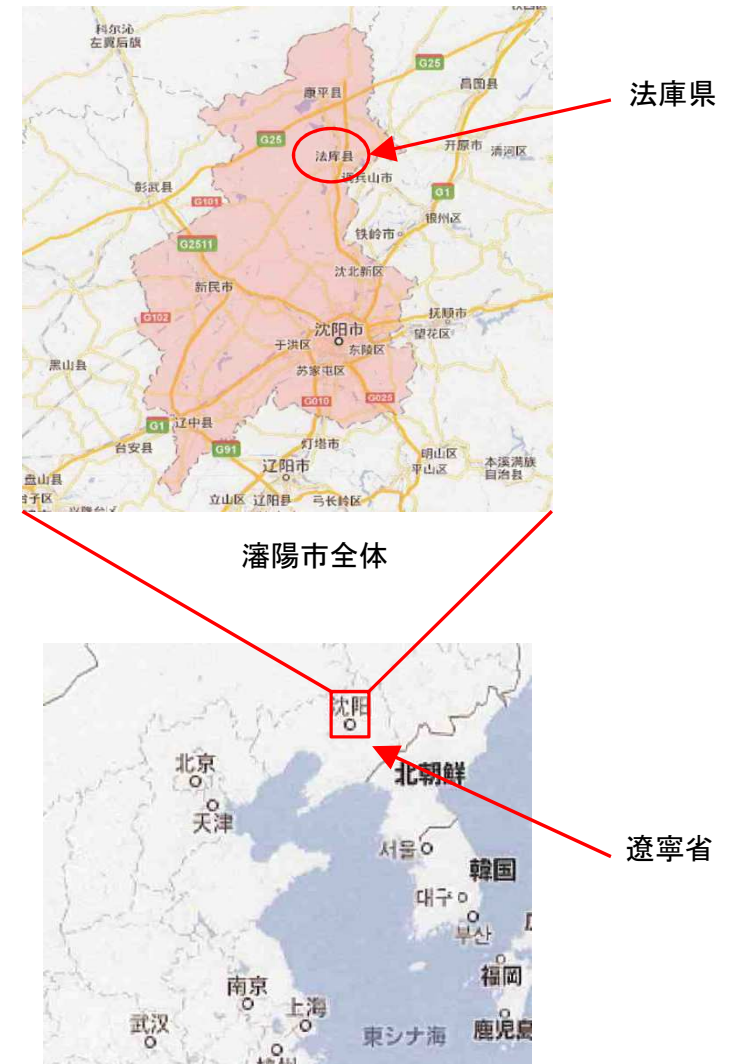 科尔沁
左翼后旗
G25
昌图县
康平县
法庫県
G25
法库县
开原市
清河区
调兵山市
彰武县
G101
G1
银州区
铁岭市
G2511
沈北新区
新民市
G102
抚顺市
沈阳市
望花区
于洪区
东陵区
黑山县
苏家屯区
G010
G025
G1
辽中县
台安县
G91
灯塔市
明山区
辽阳市
平山区
本溪满族
自治县
盘山县
立山区
辽阳县
弓长岭区
瀋陽市全体
沈阳
北京
北朝鮮
天津
서울
遼寧省
韓国
대구
부산
福岡
南京
上海
武汉
東シナ海
鹿児島